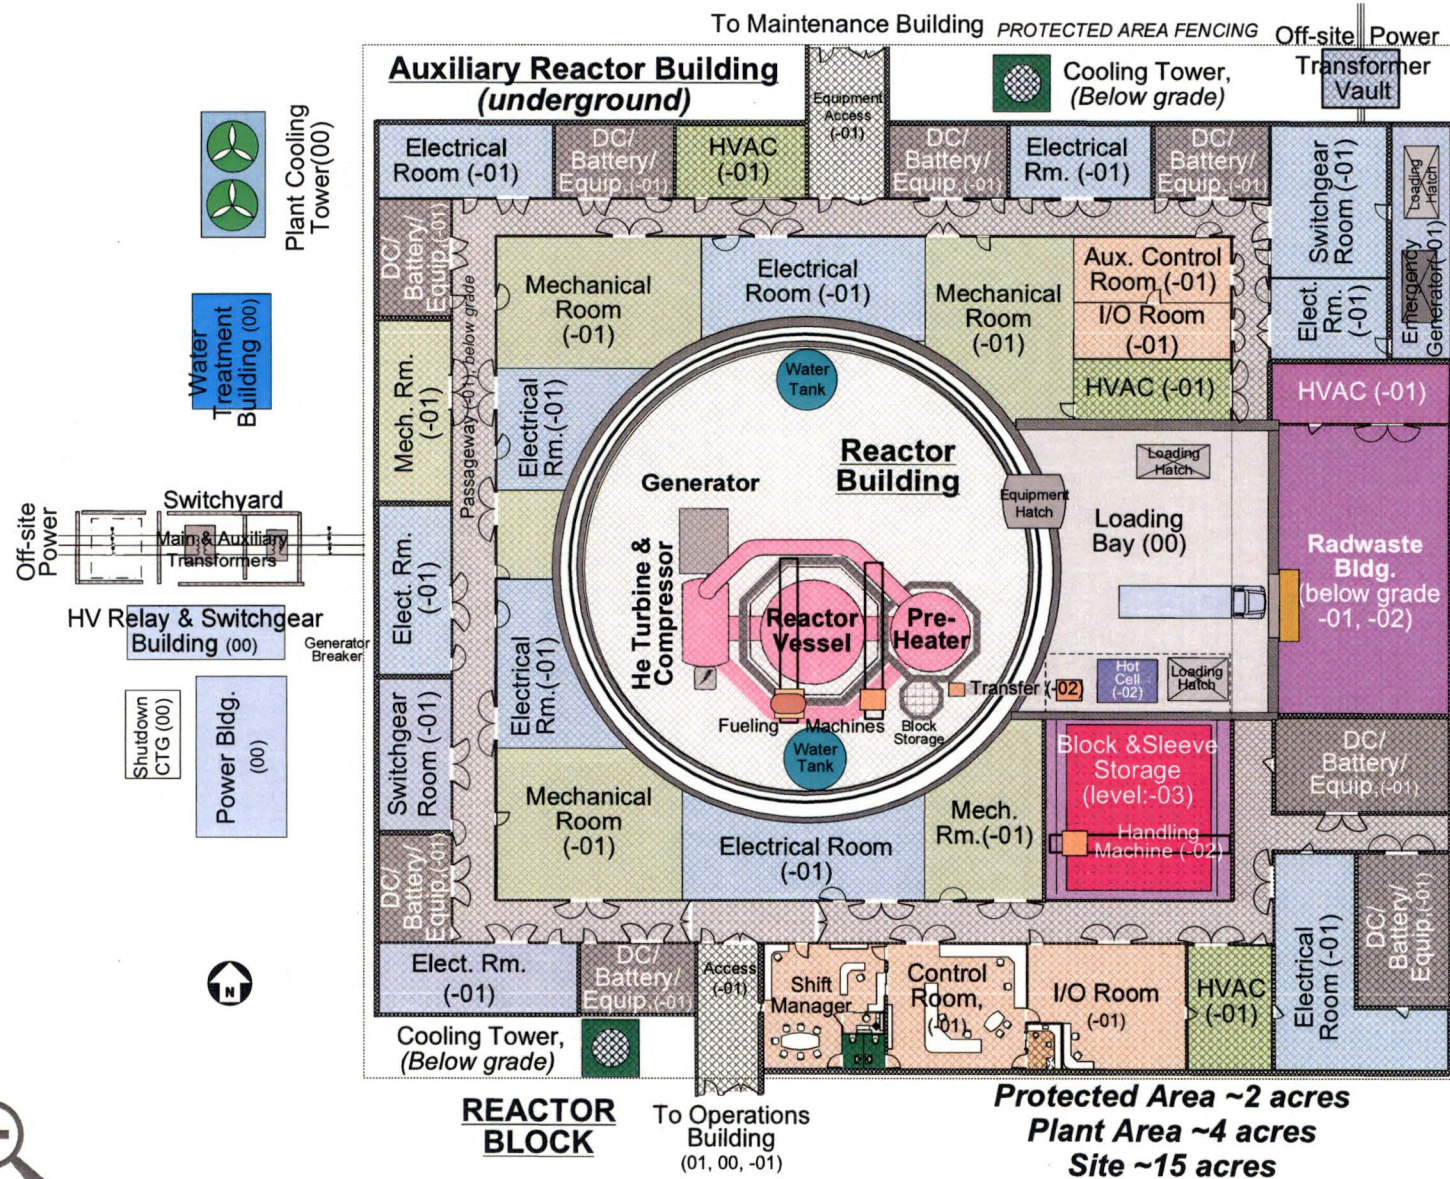 To Maintenance Building
PROTECTED AREA FENCING
Off-site Power
Transformer
Vault
Auxiliary Reactor Building
(underground)
Cooling Tower,
(Below grade)
Equipment
Access
(-01)
Plant Cooling
Tower(00)
Electrical
Room (-01)
DC/
Battery/
Equip.(-01)
HVAC
(-01)
DC/
Battery/
Equip.(-01)
Electrical
Rm. (-01)
DC/
Battery/
Equip.(-01)
Switchgear
Room (-01)
Loading
Hatch
Emergency
Generator(-01)
DC/
Battery/
Equip.(-01)
Mechanical
Room
(-01)
Electrical
Room (-01)
Mechanical
Room
(-01)
Aux. Control
Room (-01)
I/O Room
(-01)
HVAC (-01)
Elect.
Rm.
(-01)
HVAC (-01)
Water
Treatment
Building (00)
Mech. Rm.
(-01)
Passageway (-01), below grade
Electrical
Rm.(-01)
Water
Tank
Reactor
Building
Generator
Equipment
Hatch
Loading
Hatch
Loading
Bay (00)
Radwaste
Bldg.
(below grade
-01, -02)
Switchyard
Off-site
Power
Main & Auxiliary
Transformers
HV Relay & Switchgear
Building (00)
Generator
Breaker
Elect. Rm.
(-01)
He Turbine &
Compressor
Reactor
Vessel
Pre-
Heater
Electrical
Rm.(-01)
Transfer (-02)
Hot
Cell
(-02)
Loading
Hatch
Fueling Machines
Block
Storage
Water
Tank
Shutdown
CTG (00)
Power Bldg.
(00)
Switchgear
Room (-01)
Mechanical
Room
(-01)
Electrical Room
(-01)
Mech.
Rm.(-01)
Block &Sleeve
Storage
(level:-03)
Handling
Machine (-02)
DC/
Battery/
Equip.(-01)
DC/
Battery/
Equip.(-01)
Elect. Rm.
(-01)
DC/
Battery/
Equip.(-01)
Access
(-01)
Shift
Manager
Control
Room,
(-01)
I/O Room
(-01)
HVAC
(-01)
Electrical
Room (-01)
DC/
Battery/
Equip.(-01)
N
Cooling Tower,
(Below grade)
REACTOR
BLOCK
To Operations
Building
(01, 00, -01)
Protected Area ~2 acres
Plant Area ~4 acres
Site ~15 acres